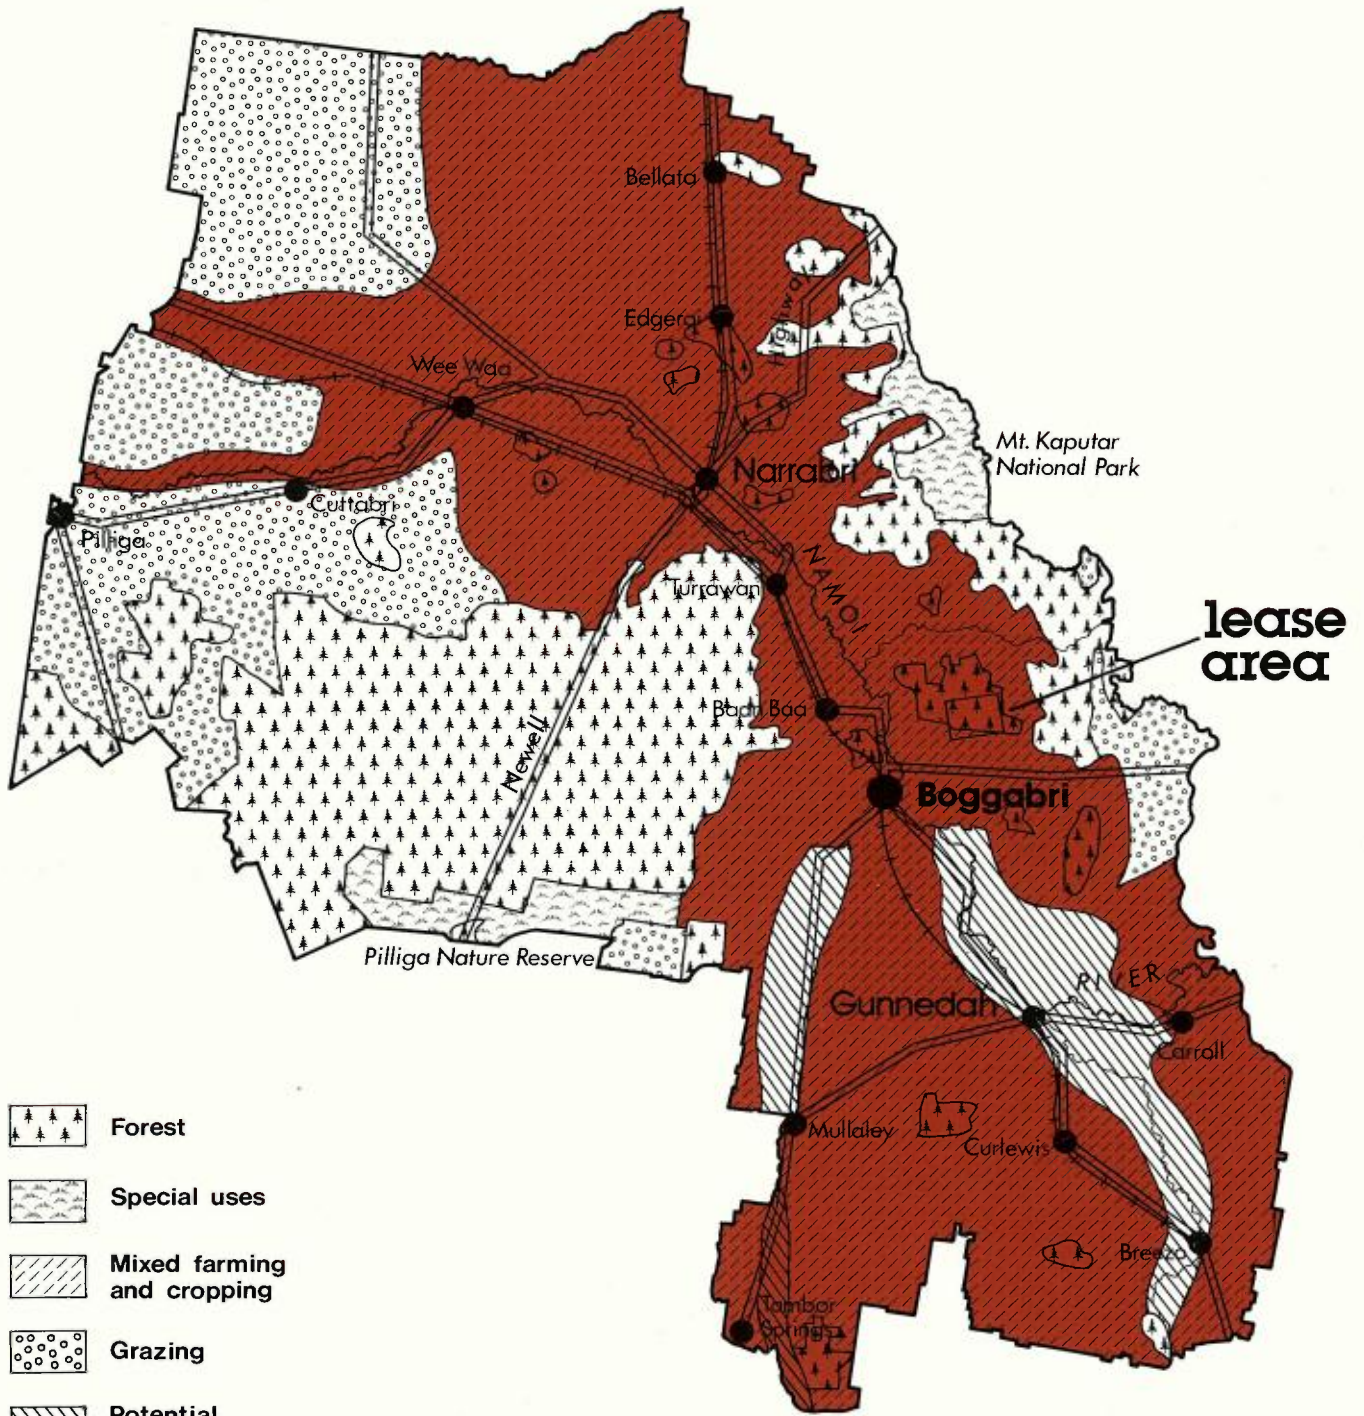 Bellata
Edgeroi
Highway
Wee Waa
Mt. Kaputar
National Park
Narrabri
Cuttabri
Pilliga
NAMOI
Turrawan
lease
area
Baan Baa
Newell
Boggabri
Pilliga Nature Reserve
RIVER
Gunnedah
Carroll
Mullaley
Curlewis
Breeza
Tambor
Springs
Forest
Special uses
Mixed farming
and cropping
Grazing
Potential